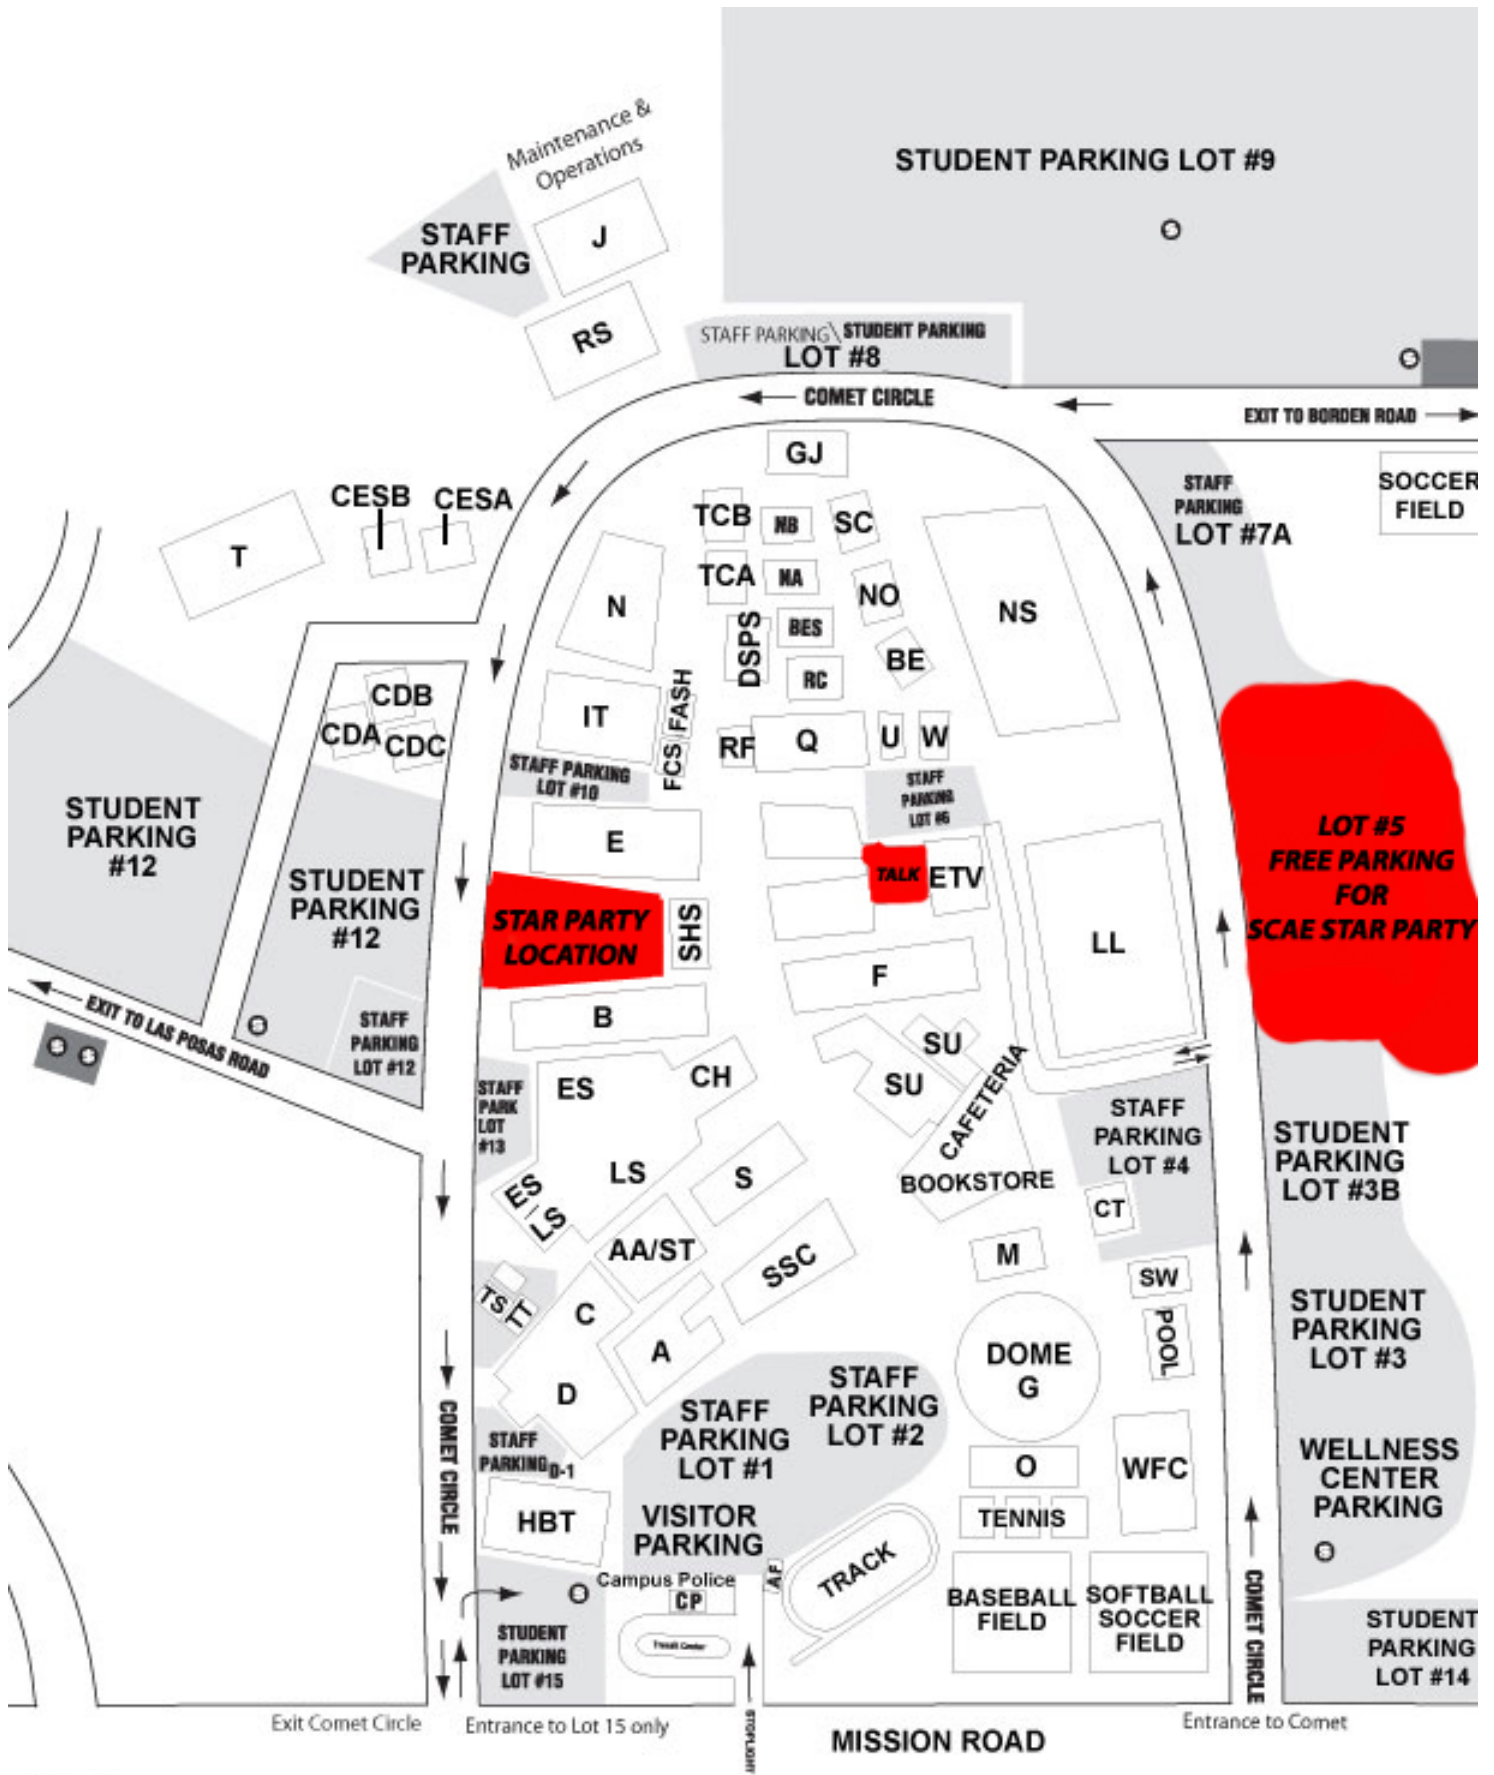 Maintenance &
Operations
STUDENT PARKING LOT #9
STAFF
PARKING
J
RS
STAFF PARKING\ STUDENT PARKING
LOT #8
COMET CIRCLE
EXIT TO BORDEN ROAD
GJ
STAFF
PARKING
LOT #7A
SOCCER
FIELD
CESB
CESA
T
TCB
NB
SC
N
TCA
NA
NO
NS
DSPS
BES
BE
RC
CDB
CDA
CDC
IT
FASH
FCS
RF
Q
U
W
STAFF PARKING
LOT #10
STAFF
PARKING
LOT #6
STUDENT
PARKING
#12
E
LOT #5
FREE PARKING
FOR
SCAE STAR PARTY
STUDENT
PARKING
#12
TALK
ETV
STAR PARTY
LOCATION
SHS
LL
F
B
EXIT TO LAS POSAS ROAD
STAFF
PARKING
LOT #12
SU
SU
CAFETERIA
BOOKSTORE
STAFF
PARK
LOT
#13
ES
CH
LS
ES
LS
S
STAFF
PARKING
LOT #4
CT
STUDENT
PARKING
LOT #3B
AA/ST
SSC
M
SW
TS
TT
C
A
D
POOL
STUDENT
PARKING
LOT #3
DOME
G
STAFF
PARKING
LOT #2
STAFF
PARKING
LOT #1
COMET CIRCLE
STAFF
PARKING D-1
O
WFC
WELLNESS
CENTER
PARKING
HBT
VISITOR
PARKING
TENNIS
TRACK
AF
Campus Police
CP
Transit Center
BASEBALL
FIELD
SOFTBALL
SOCCER
FIELD
COMET CIRCLE
STUDENT
PARKING
LOT #15
STUDENT
PARKING
LOT #14
Exit Comet Circle
Entrance to Lot 15 only
STOPLIGHT
MISSION ROAD
Entrance to Comet